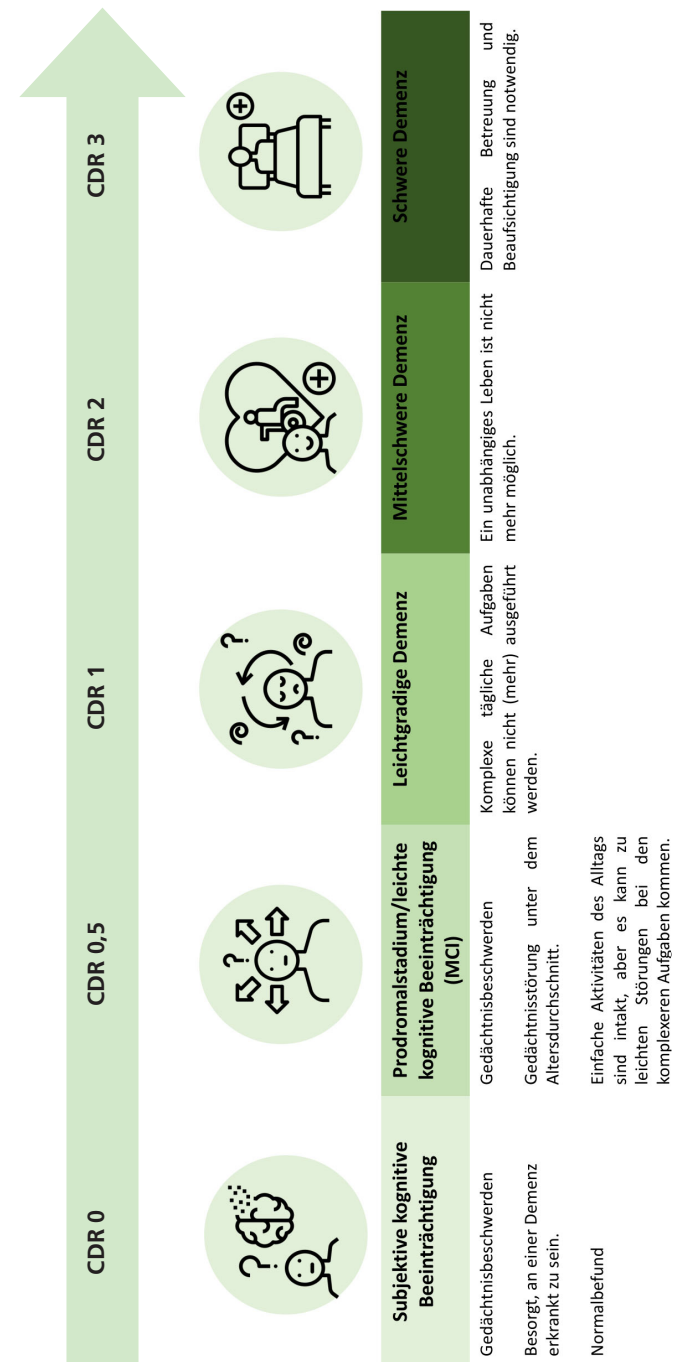 CDR 0
CDR 0,5
CDR 1
CDR 2
CDR 3
Subjektive kognitive
Beeinträchtigung
Gedächtnisbeschwerden
Besorgt, an einer Demenz
erkrankt zu sein.
Normalbefund
Prodromalstadium/leichte
kognitive Beeinträchtigung
(MCI)
Gedächtnisbeschwerden
Gedächtnisstörung unter dem
Altersdurchschnitt.
Einfache Aktivitäten des Alltags
sind intakt, aber es kann zu
leichten Störungen bei den
komplexeren Aufgaben kommen.
Leichtgradige Demenz
Komplexe tägliche Aufgaben
können nicht (mehr) ausgeführt
werden.
Mittelschwere Demenz
Ein unabhängiges Leben ist nicht
mehr möglich.
Schwere Demenz
Dauerhafte Betreuung und
Beaufsichtigung sind notwendig.